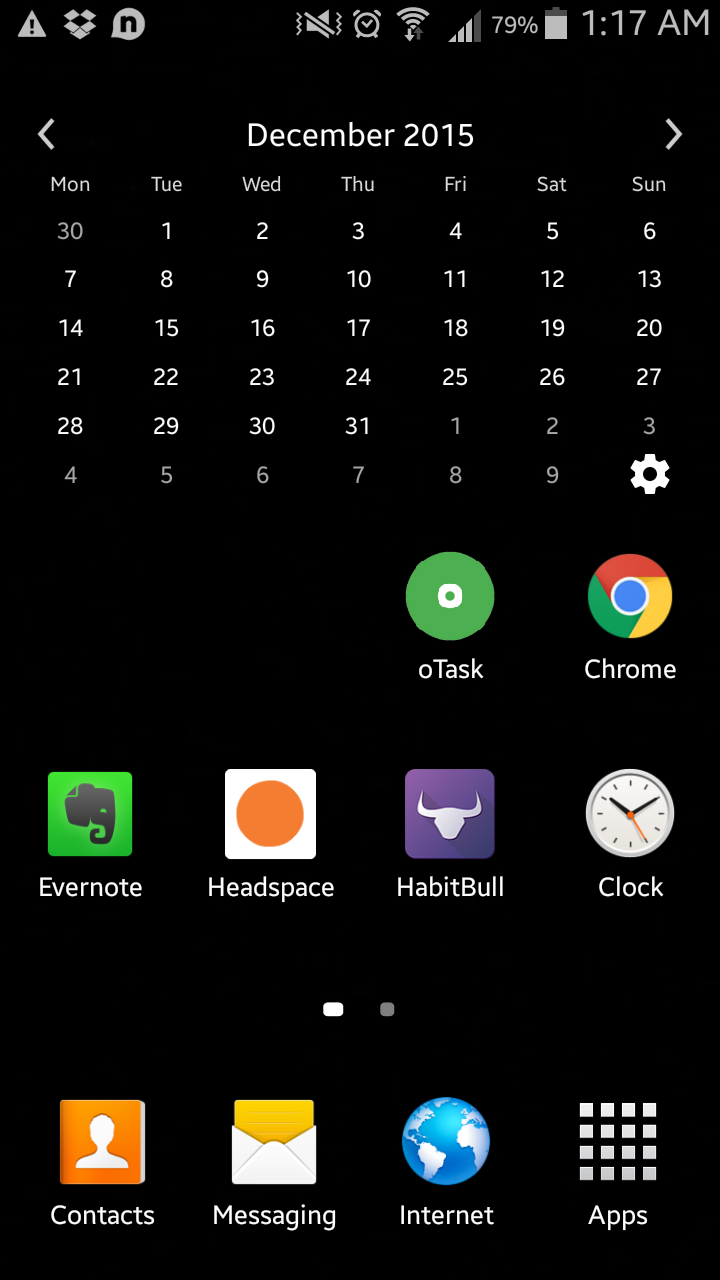 79% 1:17 AM
December 2015
Mon Tue Wed Thu Fri Sat Sun
30 1 2 3 4 5 6
7 8 9 10 11 12 13
14 15 16 17 18 19 20
21 22 23 24 25 26 27
28 29 30 31 1 2 3
4 5 6 7 8 9
oTask Chrome
Evernote Headspace HabitBull Clock
Contacts Messaging Internet Apps